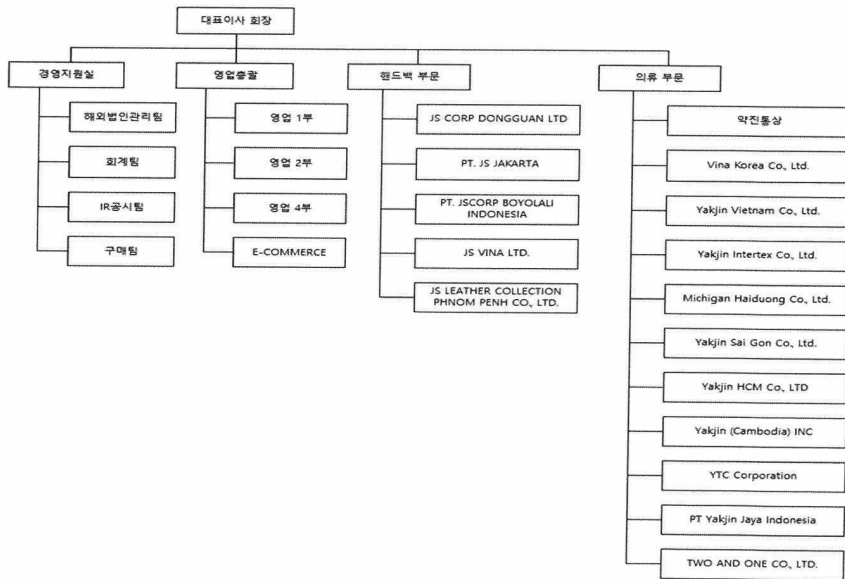 대표이사 회장
경영지원실
해외법인관리팀
회계팀
IR공시팀
구매팀
영업총괄
영업 1부
영업 2부
영업 4부
E-COMMERCE
핸드백 부문
JS CORP DONGGUAN LTD
PT. JS JAKARTA
PT. JSCORP BOYOLALI
INDONESIA
JS VINA LTD.
JS LEATHER COLLECTION
PHNOM PENH CO., LTD.
의류 부문
약진통상
Vina Korea Co., Ltd.
Yakjin Vietnam Co., Ltd.
Yakjin Intertex Co., Ltd.
Michigan Haiduong Co., Ltd.
Yakjin Sai Gon Co., Ltd.
Yakjin HCM Co., LTD
Yakjin (Cambodia) INC
YTC Corporation
PT Yakjin Jaya Indonesia
TWO AND ONE CO., LTD.